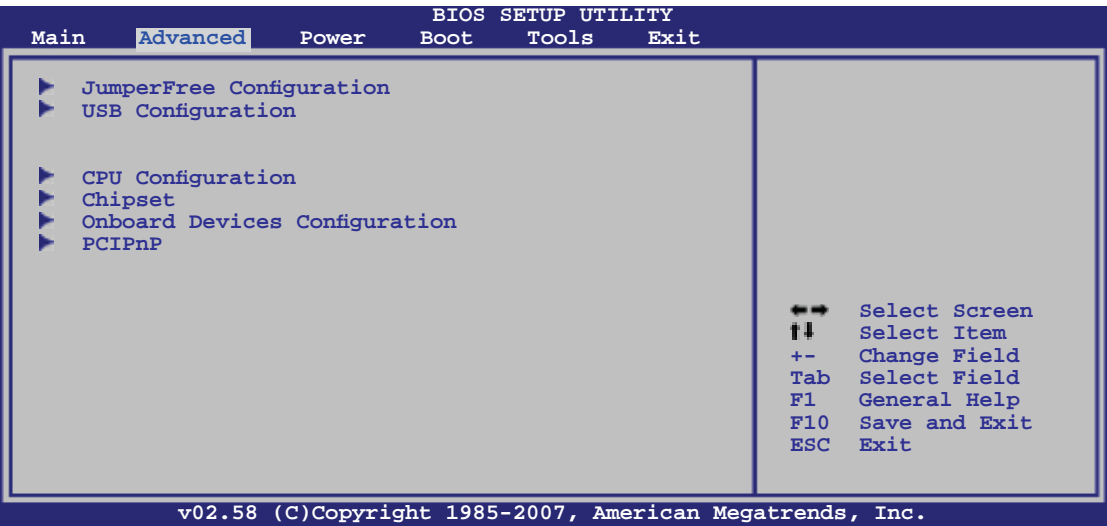 BIOS SETUP UTILITY
Main Advanced Power Boot Tools Exit
JumperFree Configuration
USB Configuration
CPU Configuration
Chipset
Onboard Devices Configuration
PCIPnP
←→ Select Screen
↑↓ Select Item
+- Change Field
Tab Select Field
F1 General Help
F10 Save and Exit
ESC Exit
v02.58 (C)Copyright 1985-2007, American Megatrends, Inc.